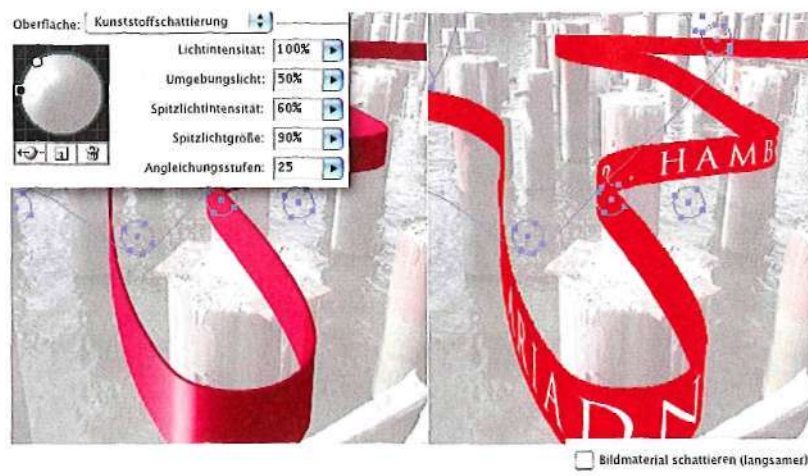 Oberfläche: Kunststoffschattierung
Lichtintensität: 100%
Umgebungslicht: 50%
Spitzlichtintensität: 60%
Spitzlichtgröße: 90%
Angleichungsstufen: 25
& HAMB
ARIADN
Bildmaterial schattieren (langsamer)